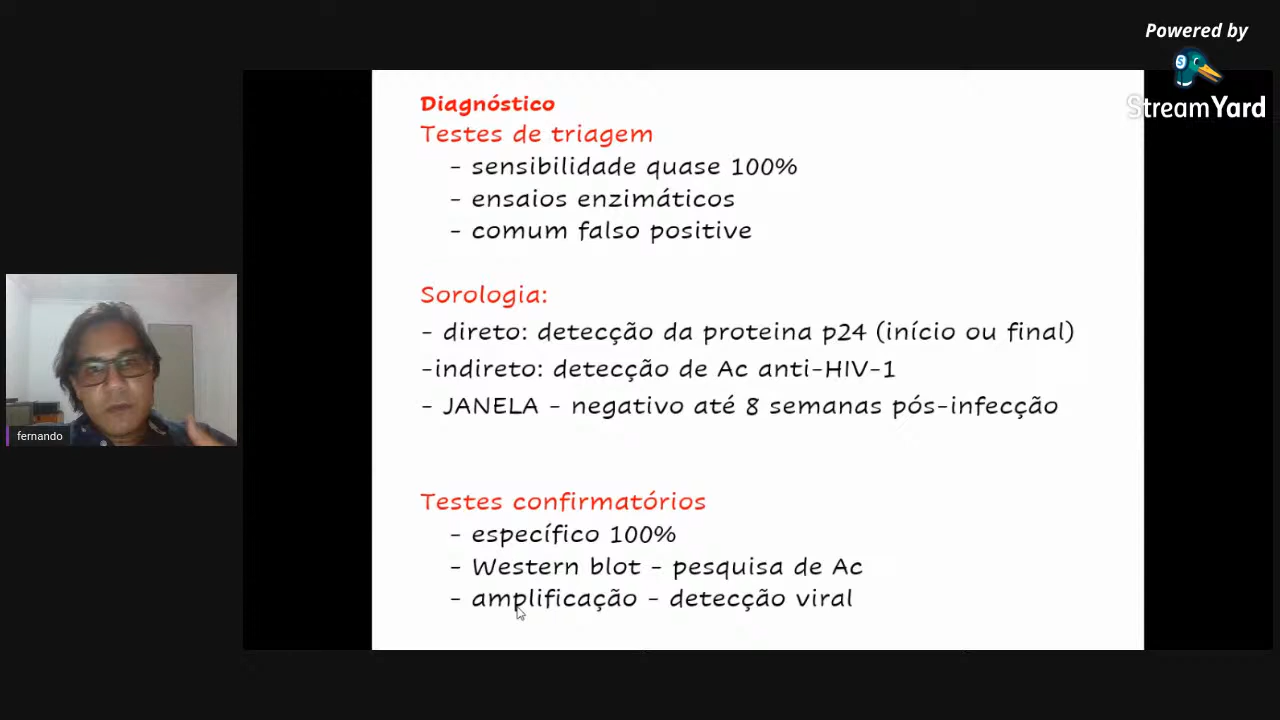 Powered by
StreamYard
Diagnóstico
Testes de triagem
- sensibilidade quase 100%
- ensaios enzimáticos
- comum falso positive
Sorologia:
- direto: detecção da proteina p24 (início ou final)
-indireto: detecção de Ac anti-HIV-1
- JANELA - negativo até 8 semanas pós-infecção
fernando
Testes confirmatórios
- específico 100%
- Western blot - pesquisa de Ac
- amplificação - detecção viral